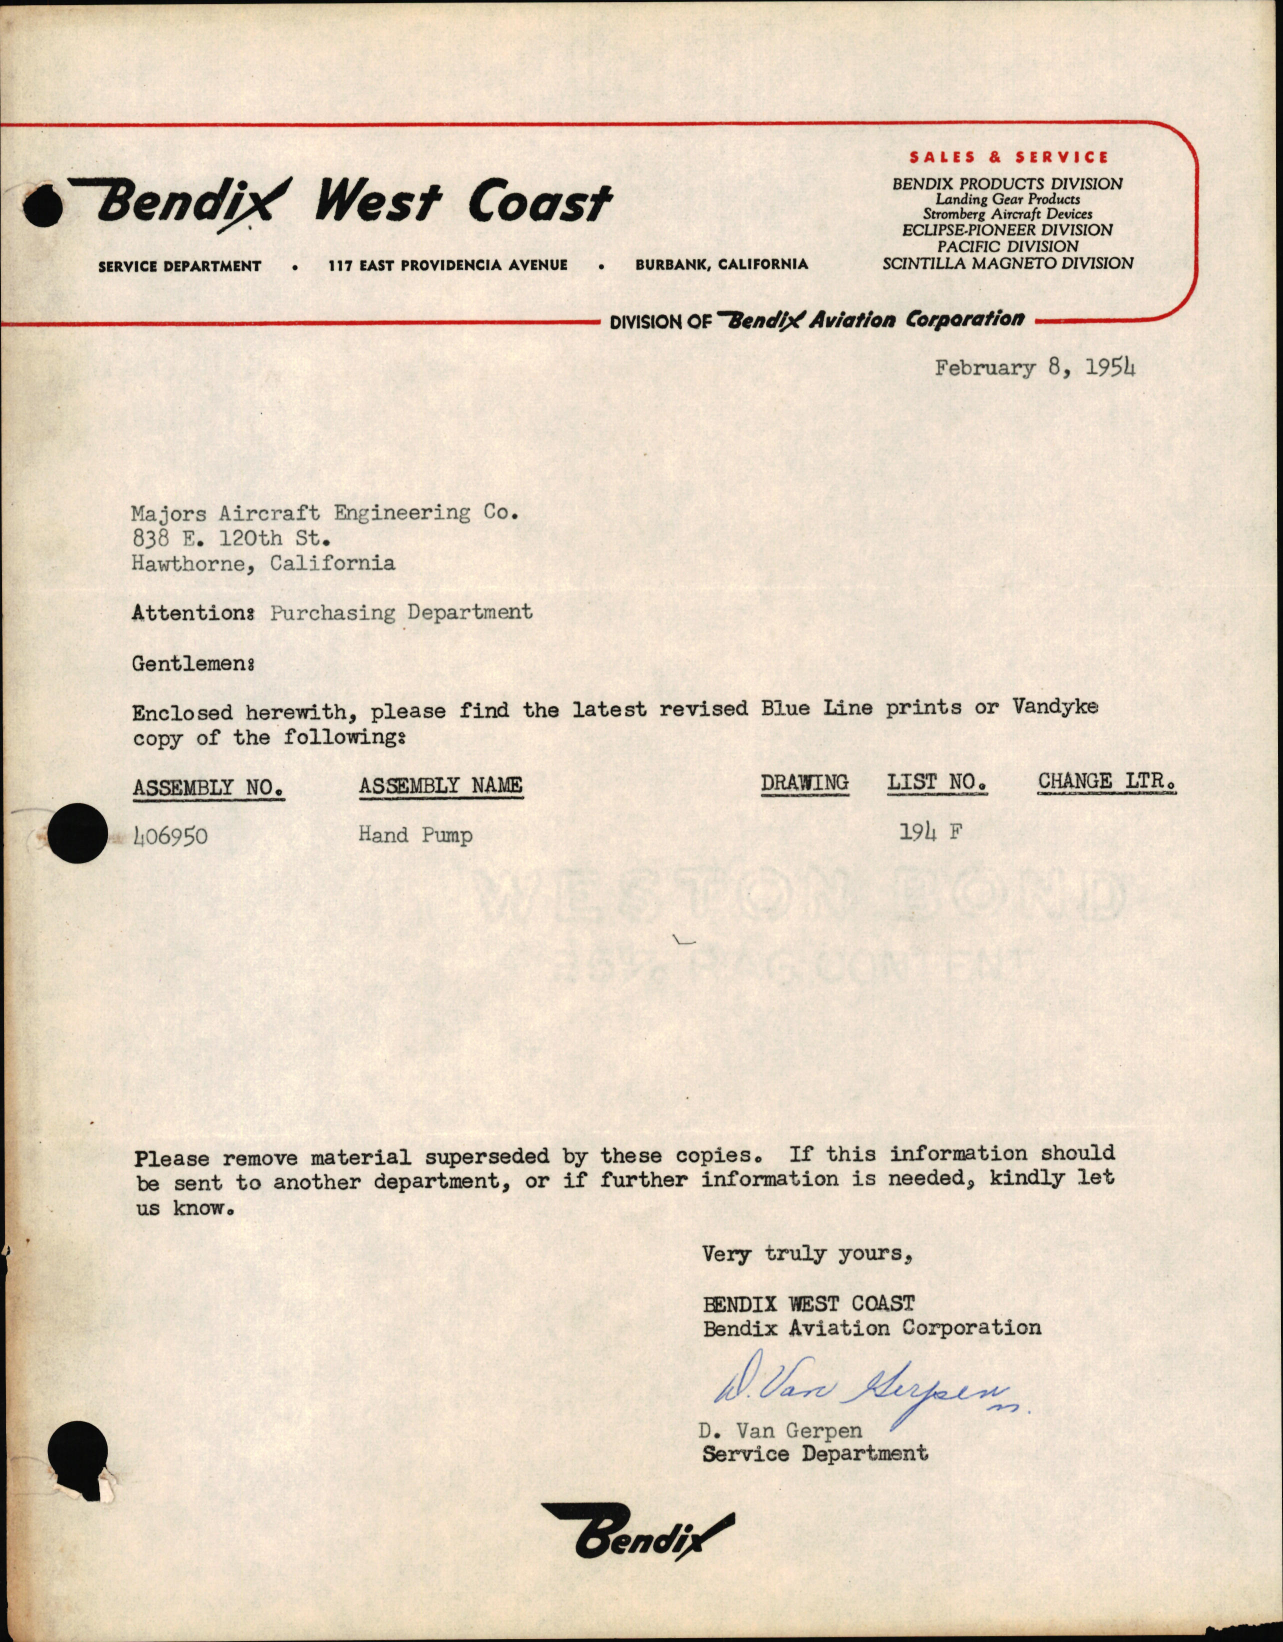 Bendix West Coast
SERVICE DEPARTMENT • 117 EAST PROVIDENCIA AVENUE • BURBANK, CALIFORNIA
SALES & SERVICE
BENDIX PRODUCTS DIVISION
Landing Gear Products
Stromberg Aircraft Devices
ECLIPSE-PIONEER DIVISION
PACIFIC DIVISION
SCINTILLA MAGNETO DIVISION
DIVISION OF Bendix Aviation Corporation
February 8, 1954
Majors Aircraft Engineering Co.
838 E. 120th St.
Hawthorne, California
Attention: Purchasing Department
Gentlemen:
Enclosed herewith, please find the latest revised Blue Line prints or Vandyke
copy of the following:
ASSEMBLY NO. ASSEMBLY NAME DRAWING LIST NO. CHANGE LTR.
406950 Hand Pump 194 F
WESTON BOND
RAG CONTENT
Please remove material superseded by these copies. If this information should
be sent to another department, or if further information is needed, kindly let
us know.
Very truly yours,
BENDIX WEST COAST
Bendix Aviation Corporation
D. Van Gerpen
D. Van Gerpen
Service Department
Bendix